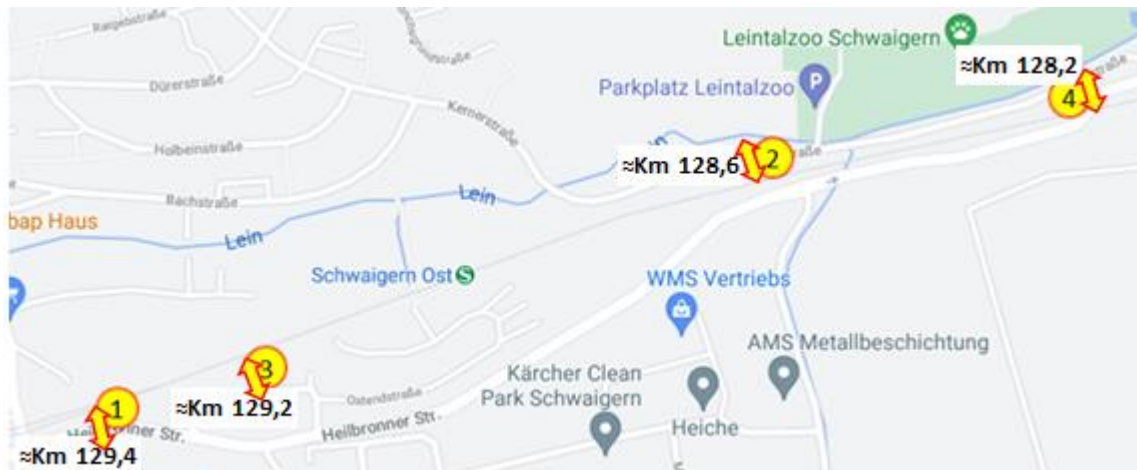 Leintalzoo Schwaigern
≈Km 128,2
4
Dürerstraße
Parkplatz Leintalzoo
P
Kernerstraße
Holbeinstraße
Lein
≈Km 128,6
2
Bachstraße
Lein
bap Haus
Lein
Schwaigern Ost S
WMS Vertriebs
AMS Metallbeschichtung
3
Kärcher Clean
Park Schwaigern
Ostendstraße
≈Km 129,2
1
Heilbronner Str.
Heiche
≈Km 129,4